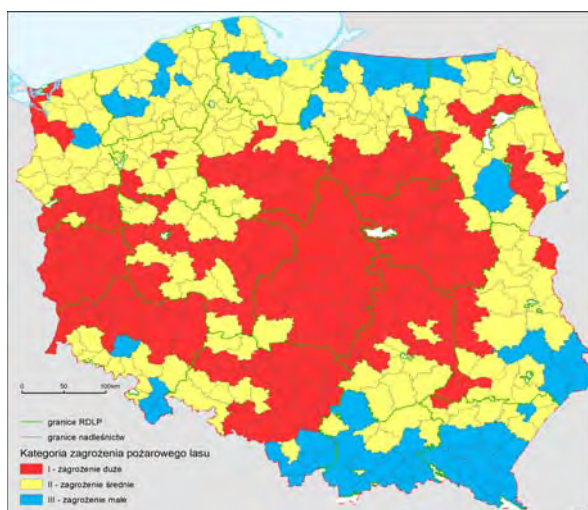 0 50 100km
granice RDLP
granice nadleśnictw
Kategoria zagrożenia pożarowego lasu
I - zagrożenie duże
II - zagrożenie średnie
III - zagrożenie małe